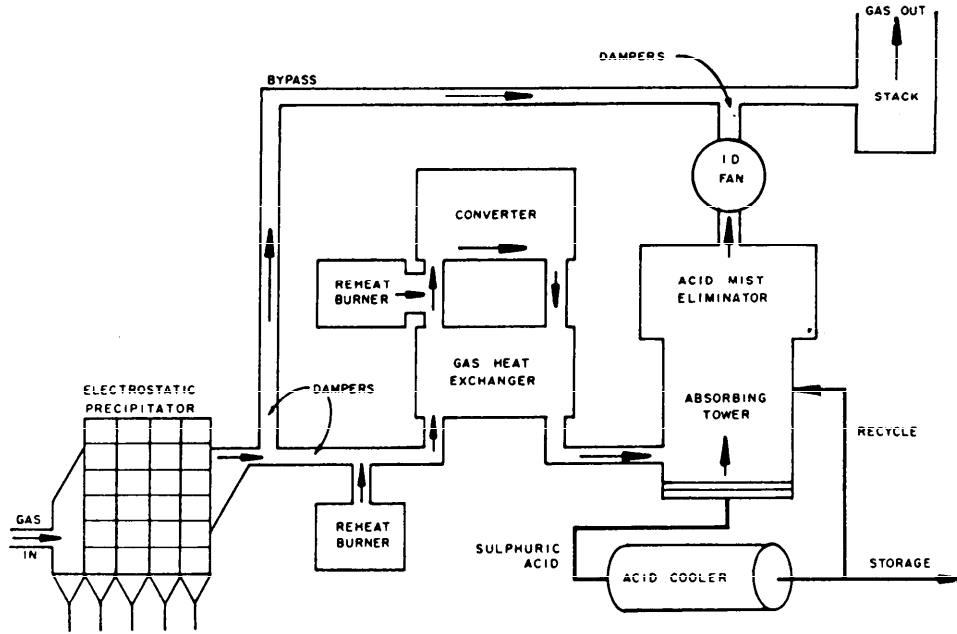 GAS OUT
DAMPERS
BYPASS
STACK
I D
FAN
CONVERTER
REHEAT
BURNER
ACID MIST
ELIMINATOR
GAS HEAT
EXCHANGER
ELECTROSTATIC
PRECIPITATOR
DAMPERS
ABSORBING
TOWER
RECYCLE
GAS
IN
REHEAT
BURNER
SULPHURIC
ACID
ACID COOLER
STORAGE